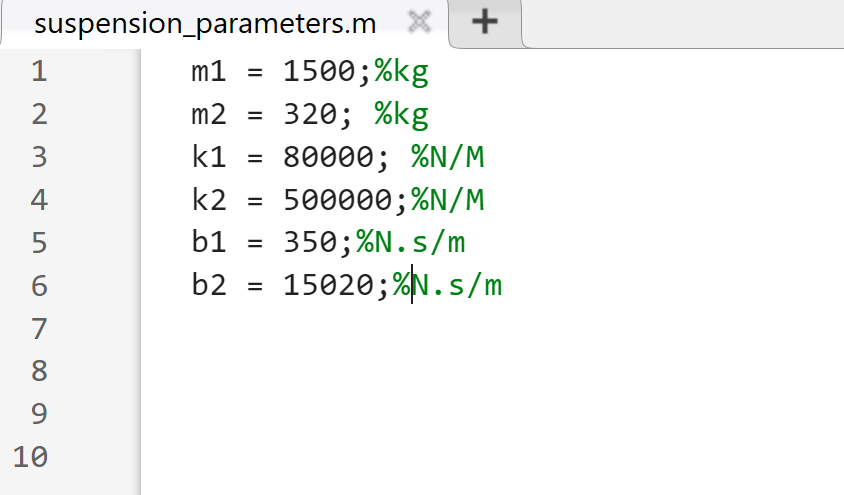 suspension_parameters.m
1 m1 = 1500;%kg
2 m2 = 320; %kg
3 k1 = 80000; %N/M
4 k2 = 500000;%N/M
5 b1 = 350;%N.s/m
6 b2 = 15020;%N.s/m
7
8
9
10